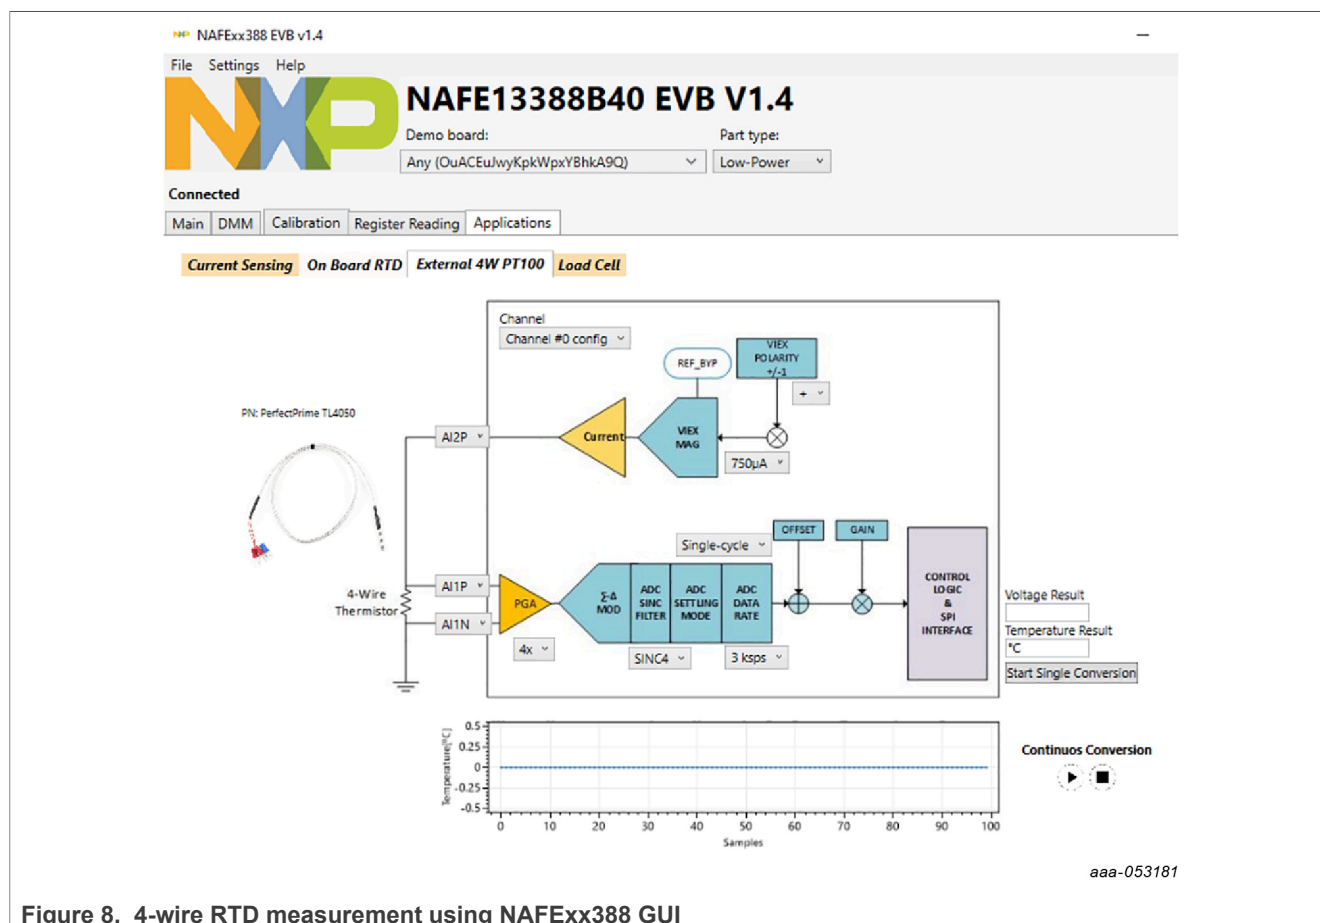 NXP NAFExx388 EVB v1.4
File Settings Help
NXP
NAFE13388B40 EVB V1.4
Demo board: Part type:
Any (OuACEuJwyKpkWpxYBhkA9Q) Low-Power
Connected
Main DMM Calibration Register Reading Applications
Current Sensing On Board RTD External 4W PT100 Load Cell
Channel
Channel #0 config
VIEX
POLARITY
+/-1
REF_BYP
+
PN: PerfectPrime TL4050
AI2P
Current
VIEX
MAG
750µA
Single-cycle
OFFSET GAIN
4-Wire
Thermistor
AI1P
AI1N
PGA
4x
Σ-Δ
MOD
ADC
SINC
FILTER
ADC
SETTLING
MODE
ADC
DATA
RATE
SINC4
3 ksps
CONTROL
LOGIC
&
SPI
INTERFACE
Voltage Result
Temperature Result
°C
Start Single Conversion
Temperature[°C]
0.5
0.25
0
-0.25
-0.5
0 10 20 30 40 50 60 70 80 90 100
Samples
Continuos Conversion
aaa-053181
Figure 8. 4-wire RTD measurement using NAFExx388 GUI